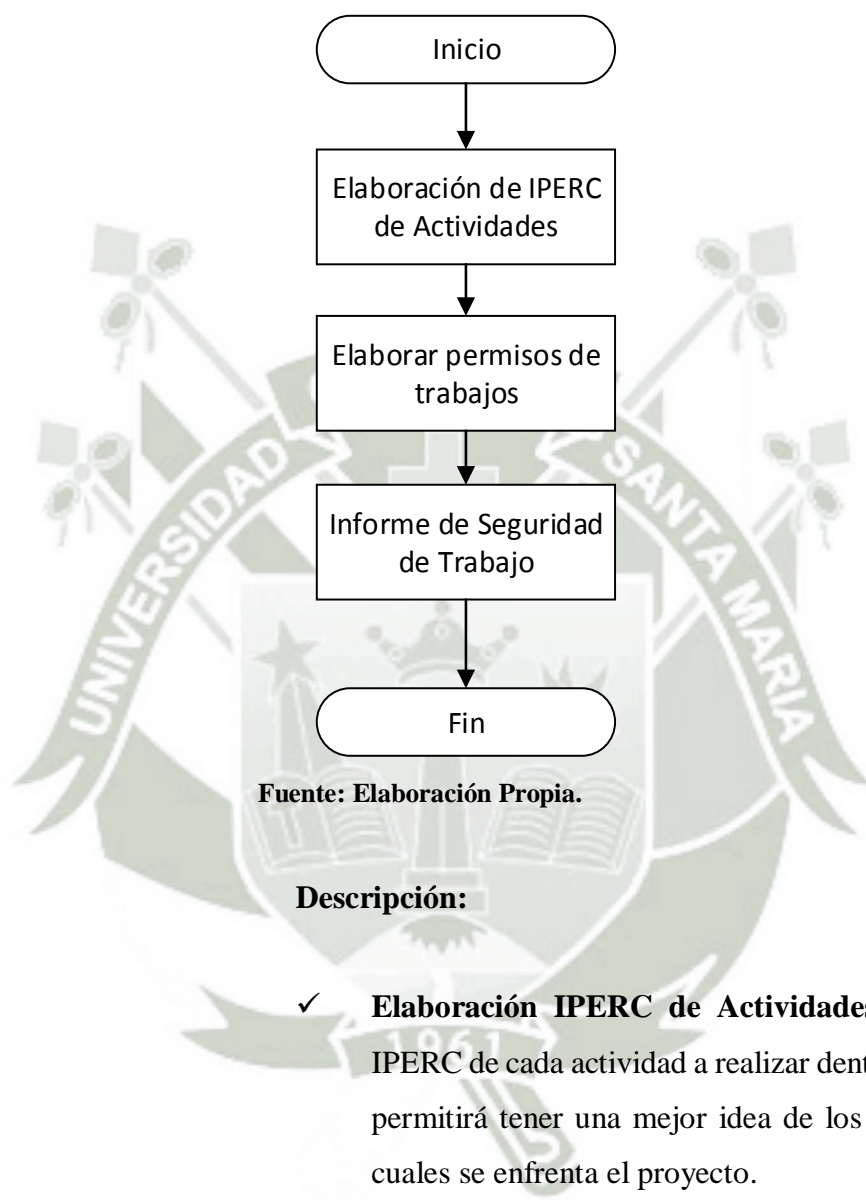 Inicio
Elaboración de IPERC
de Actividades
Elaborar permisos de
trabajos
Informe de Seguridad
de Trabajo
Fin
Fuente: Elaboración Propia.
Descripción:
✓ Elaboración IPERC de Actividades
IPERC de cada actividad a realizar
permitirá tener una mejor idea de los
cuales se enfrenta el proyecto.
UNIVERSIDAD
SANTA MARIA
1961